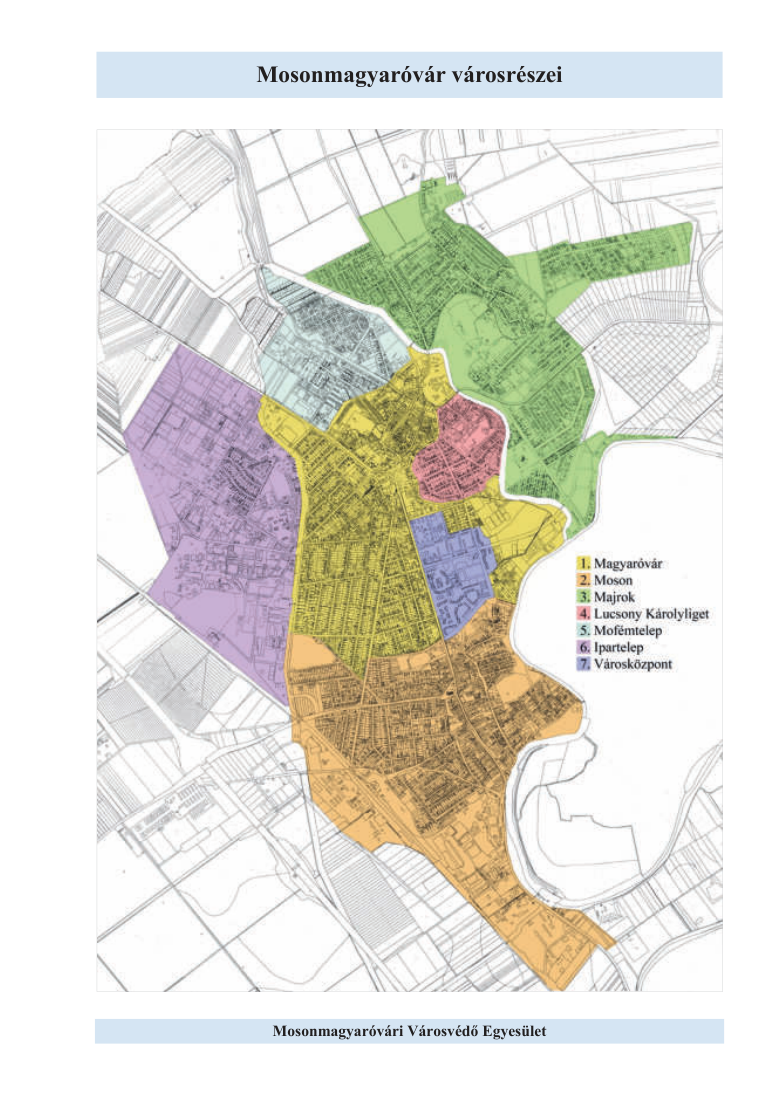 Mosonmagyaróvár városrészei
1. Magyaróvár
2. Moson
3. Majrok
4. Lucsony Károlyliget
5. Mofémtelep
6. Ipartelep
7. Városközpont
Mosonmagyaróvári Városvédő Egyesület